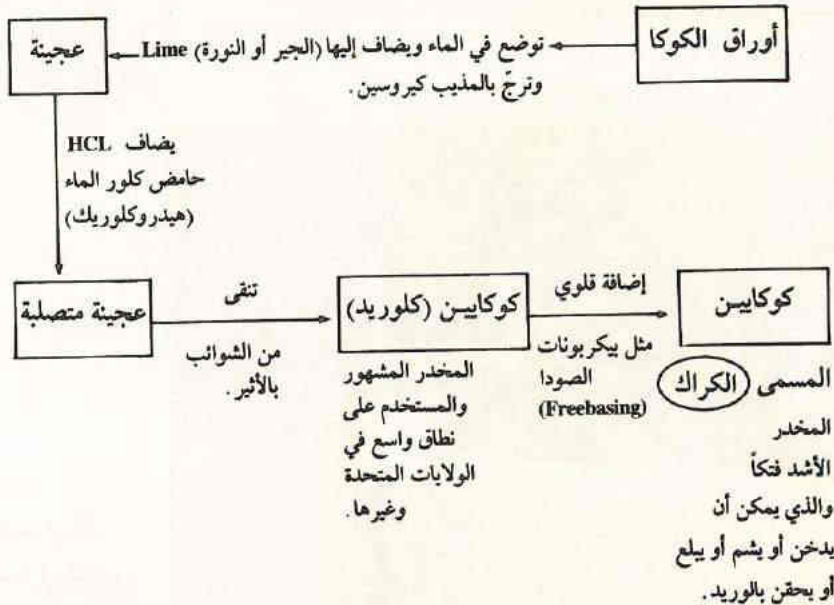 أوراق الكوكا
توضع في الماء ويضاف إليها (الجير أو النورة) Lime
وترجّ بالمذيب كيروسين.
عجينة
يضاف HCL
حامض كلور الماء
(هيدروكلوريك)
عجينة متصلبة
تنقى
من الشوائب
بالأثير.
كوكايين (كلوريد)
المخدر المشهور
والمستخدم على
نطاق واسع في
الولايات المتحدة
وغيرها.
إضافة قلوي
مثل بيكربونات
الصودا
(Freebasing)
كوكايين
المسمى الكراك
المخدر
الأشد فتكاً
والذي يمكن أن
يدخن أو يشم أو يبلع
أو يحقن بالوريد.